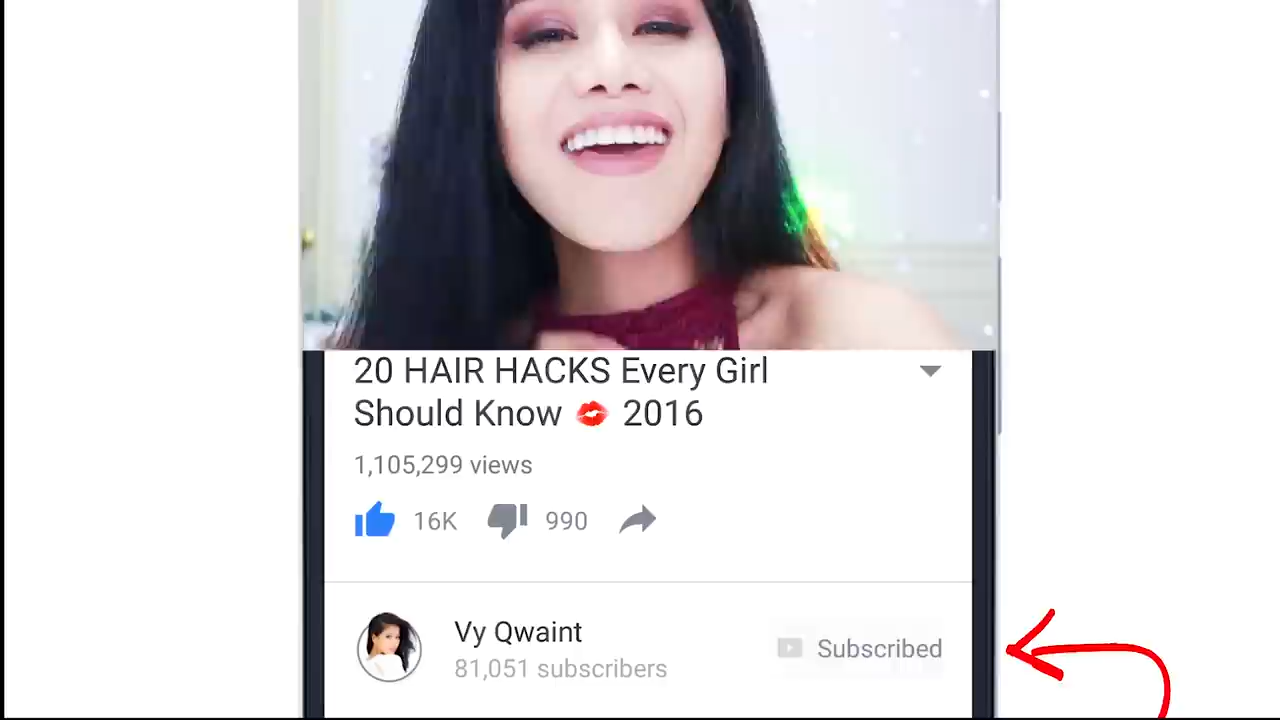 20 HAIR HACKS Every Girl
Should Know 💋 2016
1,105,299 views
16K 990
Vy Qwaint
Subscribed
81,051 subscribers